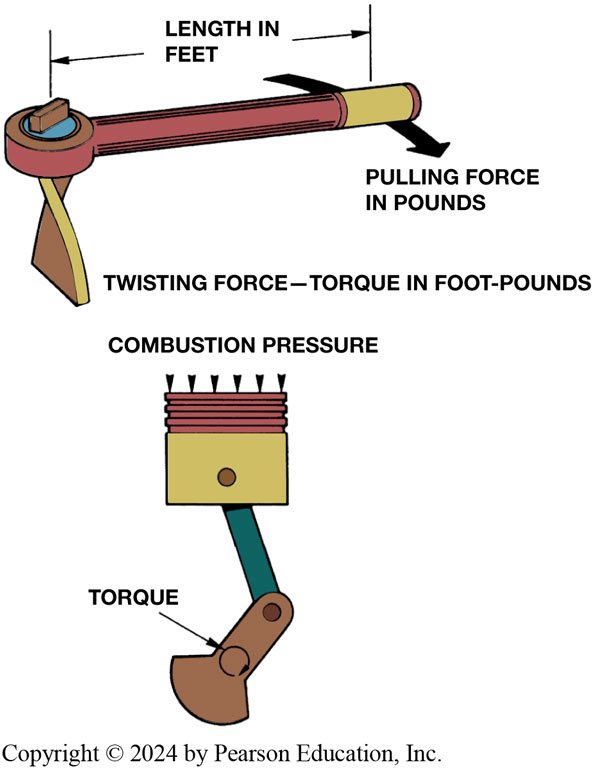 LENGTH IN
FEET
PULLING FORCE
IN POUNDS
TWISTING FORCE—TORQUE IN FOOT-POUNDS
COMBUSTION PRESSURE
TORQUE
Copyright © 2024 by Pearson Education, Inc.